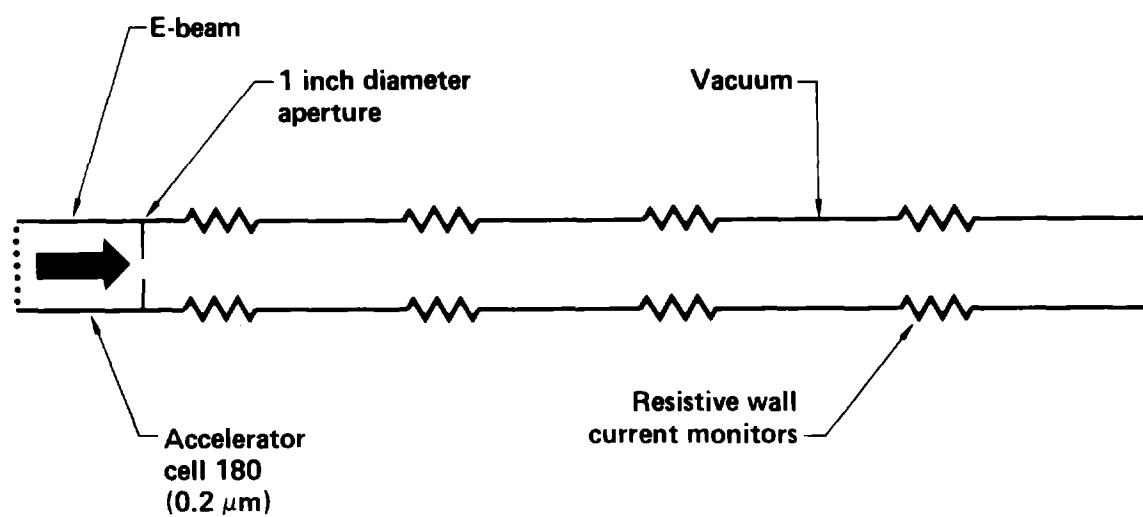 E-beam
1 inch diameter
aperture
Vacuum
Resistive wall
current monitors
Accelerator
cell 180
(0.2 μm)